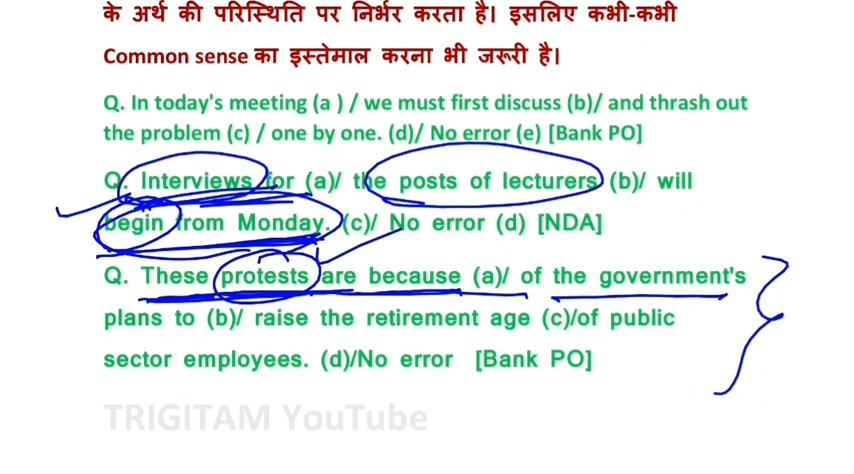 के अर्थ की परिस्थिति पर निर्भर करता है। इसलिए कभी-कभी
Common sense का इस्तेमाल करना भी जरूरी है।
Q. In today's meeting (a ) / we must first discuss (b)/ and thrash out
the problem (c) / one by one. (d)/ No error (e) [Bank PO]
Q. Interviews for (a)/ the posts of lecturers (b)/ will
begin from Monday. (c)/ No error (d) [NDA]
Q. These protests are because (a)/ of the government's
plans to (b)/ raise the retirement age (c)/of public
sector employees. (d)/No error [Bank PO]
TRIGITAM YouTube